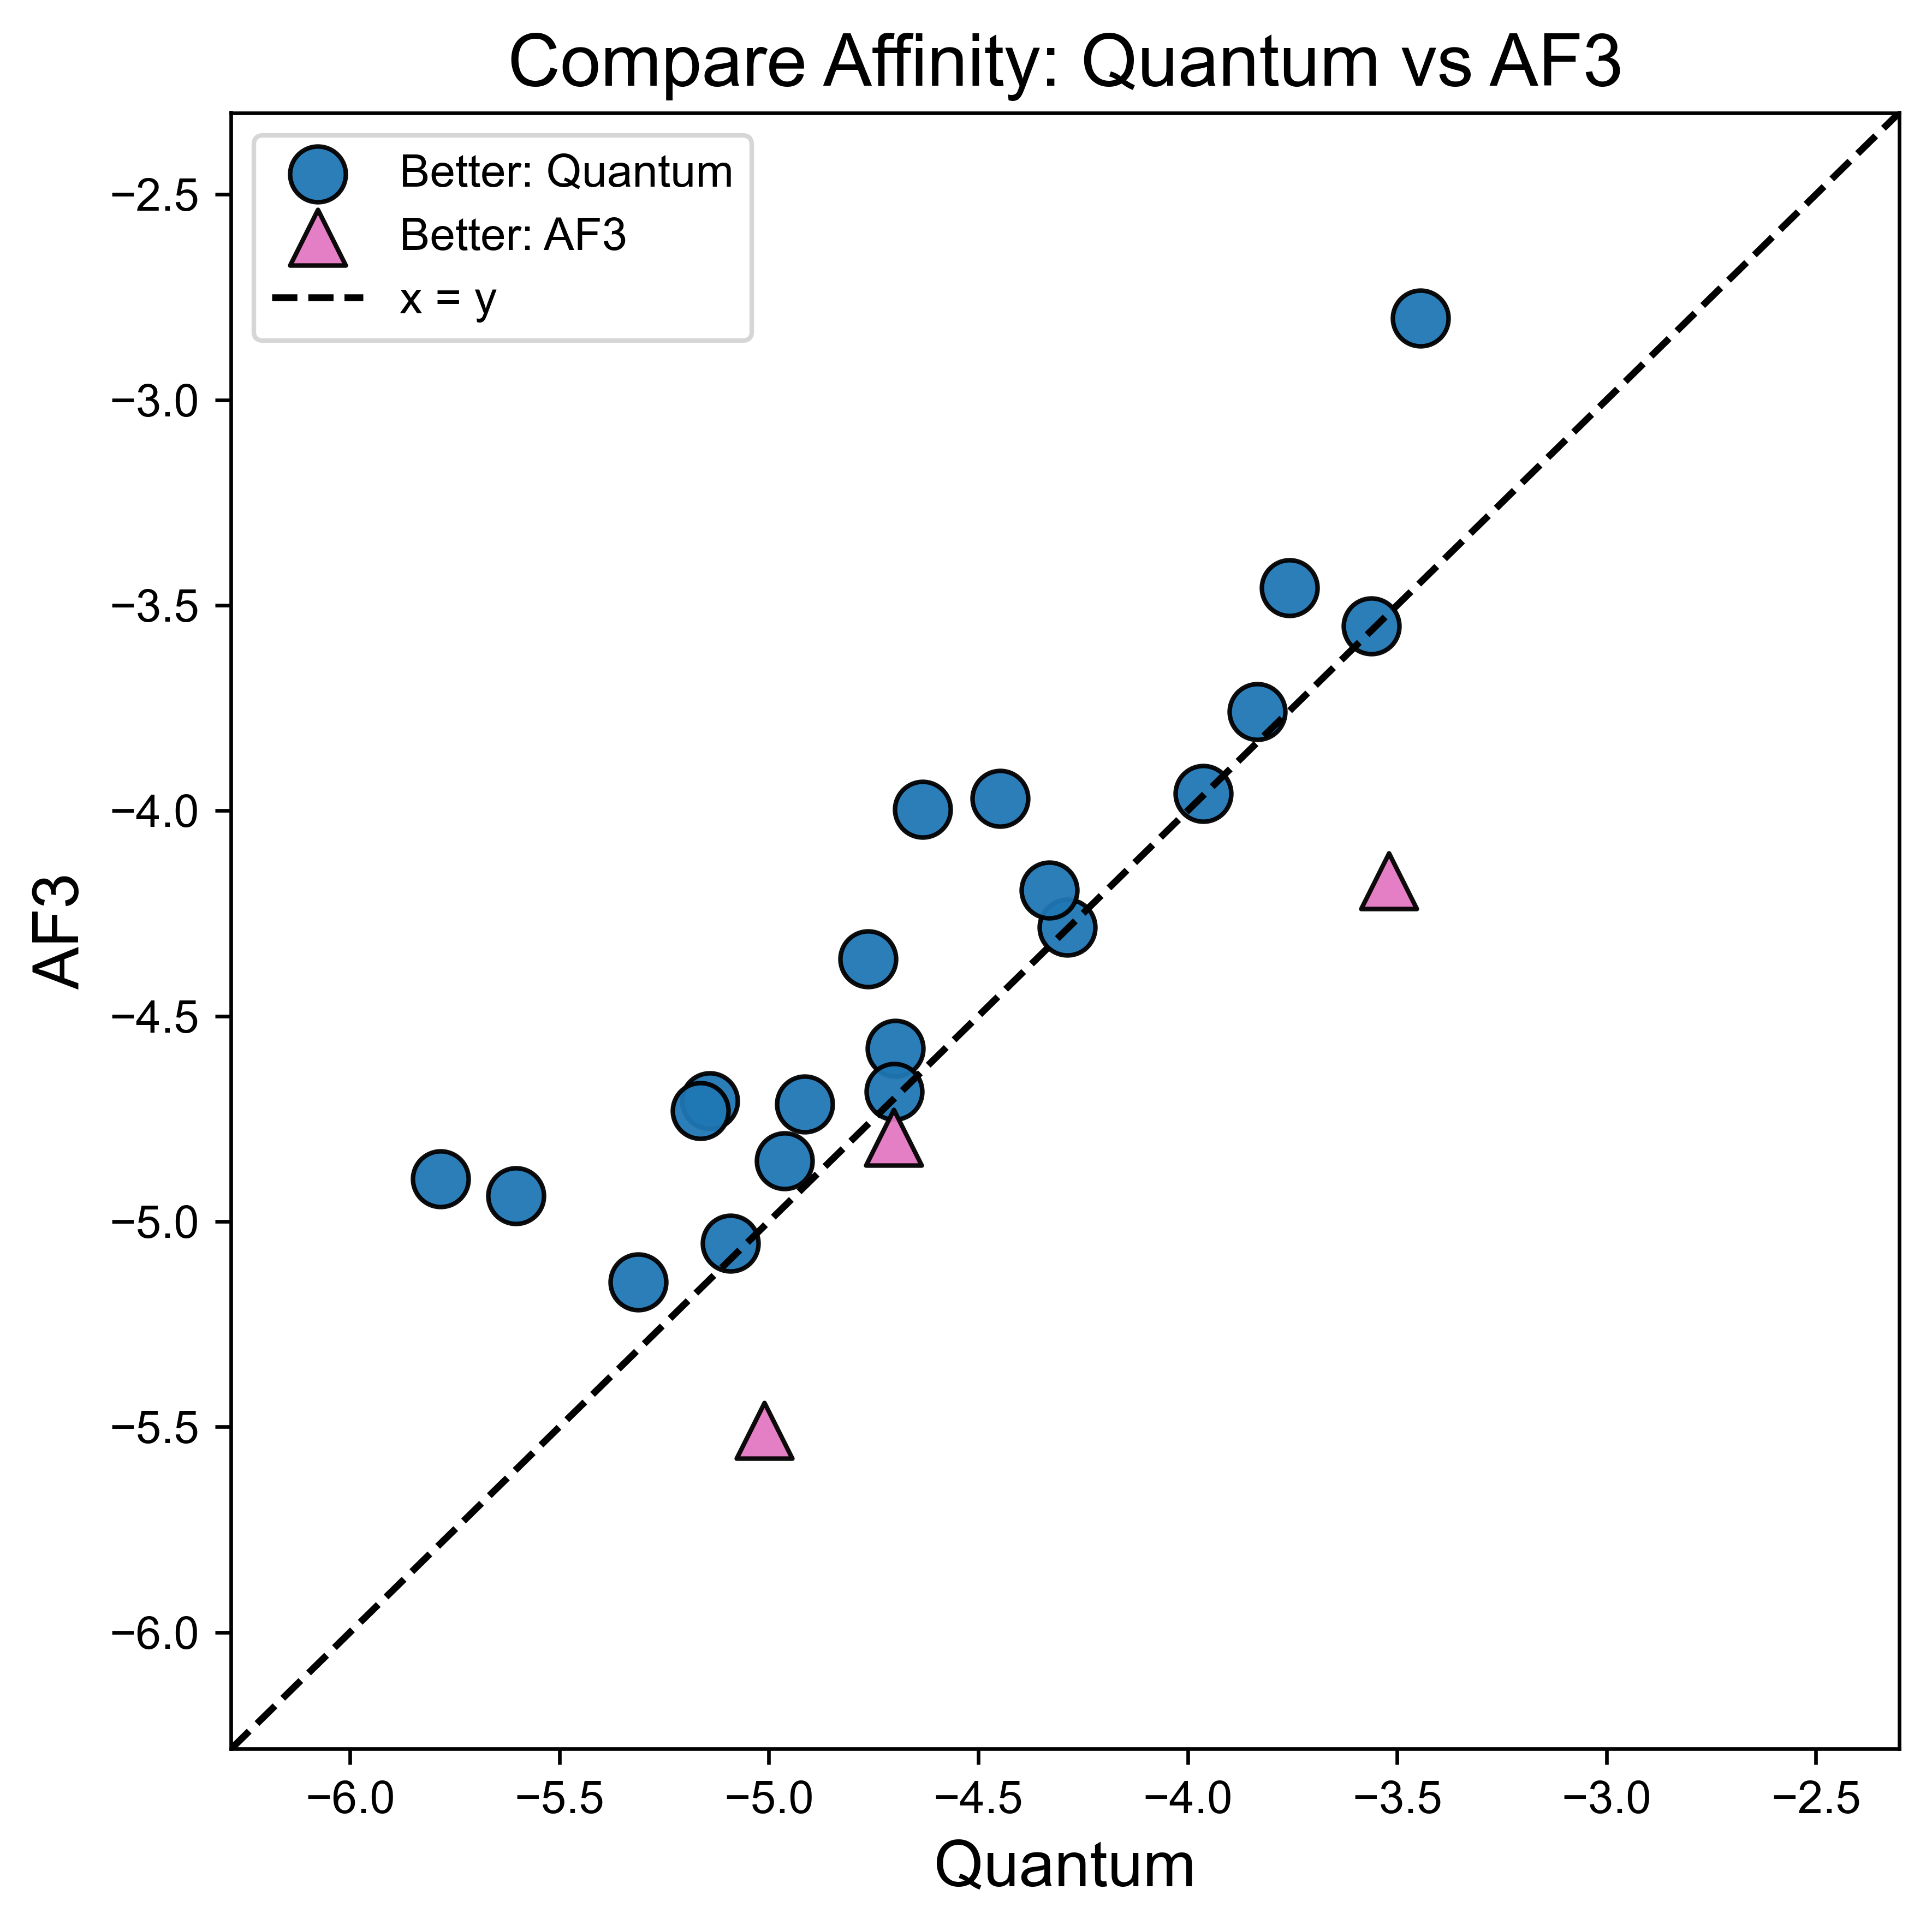 Compare Affinity: Quantum vs AF3
Better: Quantum
Better: AF3
x = y
AF3
−2.5
−3.0
−3.5
−4.0
−4.5
−5.0
−5.5
−6.0
−6.0 −5.5 −5.0 −4.5 −4.0 −3.5 −3.0 −2.5
Quantum